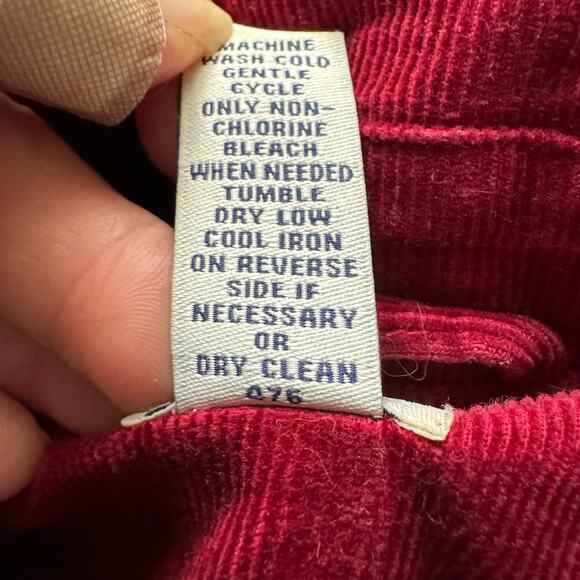 MACHINE
WASH COLD
GENTLE
CYCLE
ONLY NON-
CHLORINE
BLEACH
WHEN NEEDED
TUMBLE
DRY LOW
COOL IRON
ON REVERSE
SIDE IF
NECESSARY
OR
DRY CLEAN
076